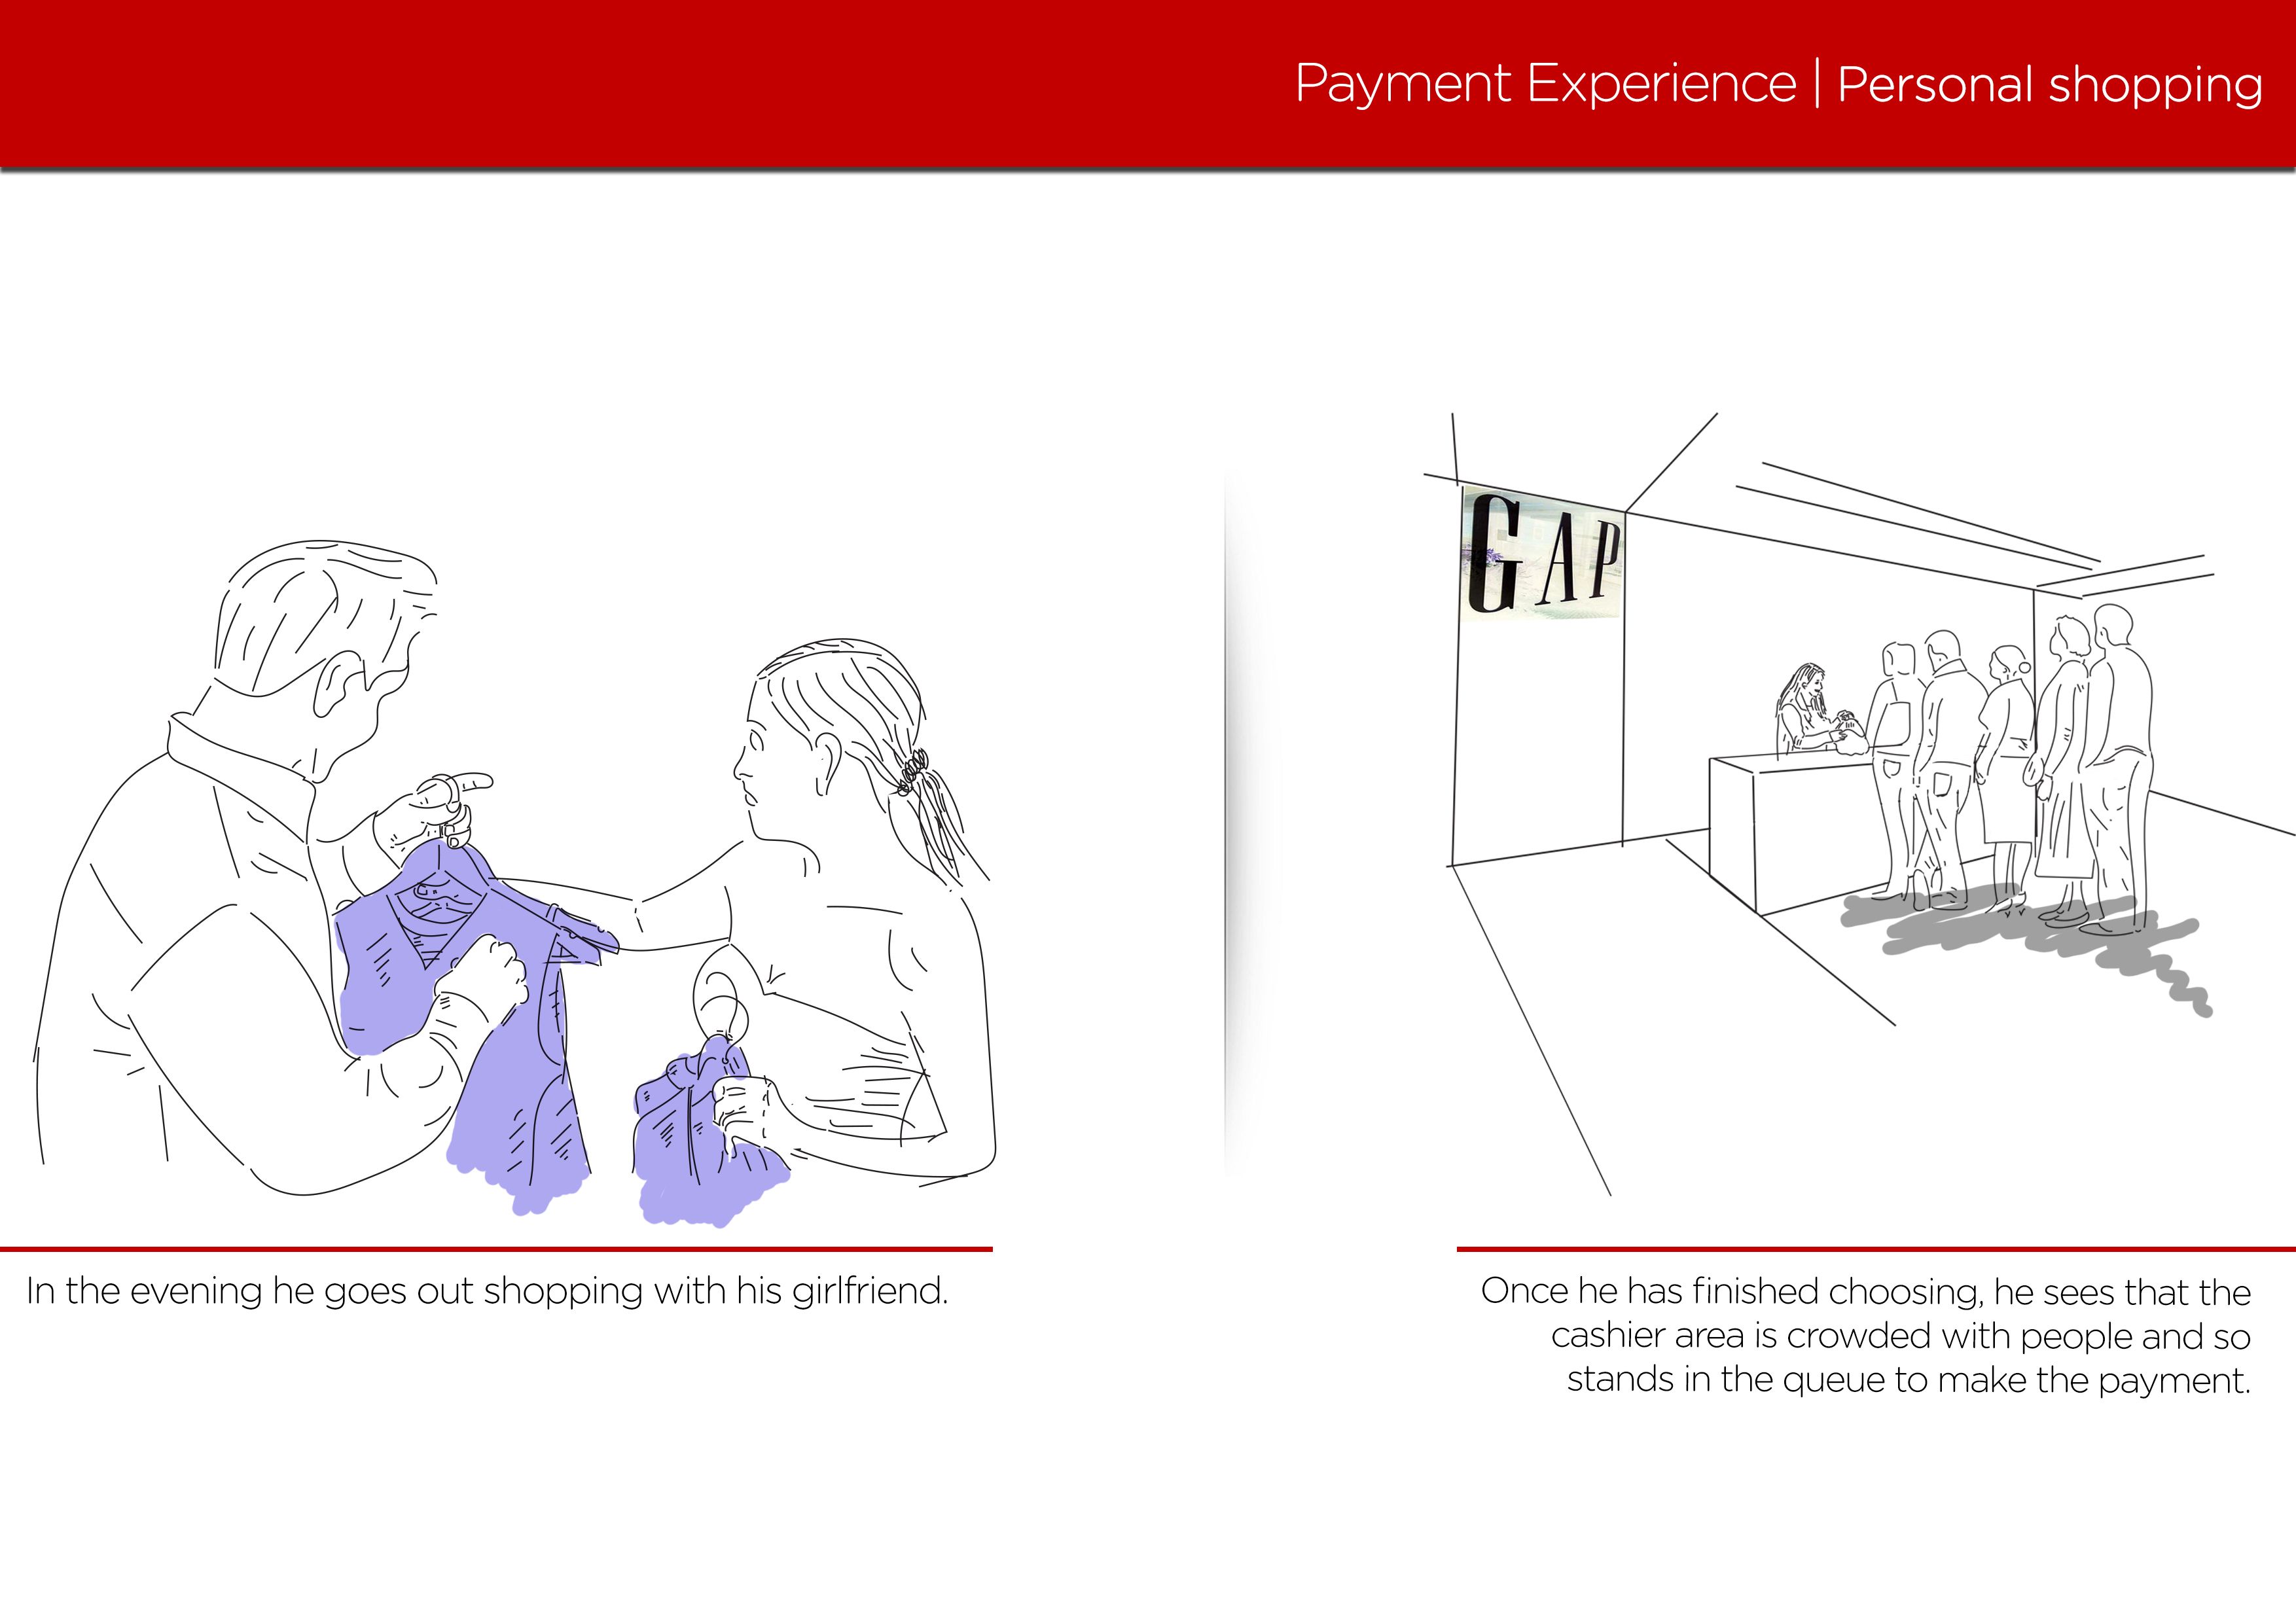 Payment Experience | Personal shopping
GAP
In the evening he goes out shopping with his girlfriend.
Once he has finished choosing, he sees that the
cashier area is crowded with people and so
stands in the queue to make the payment.